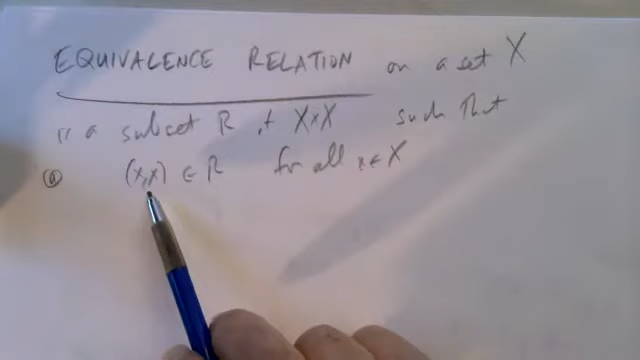 EQUIVALENCE RELATION on a set X
is a subset R of X×X such that
@ (x,x) ∈ R for all x ∈ X